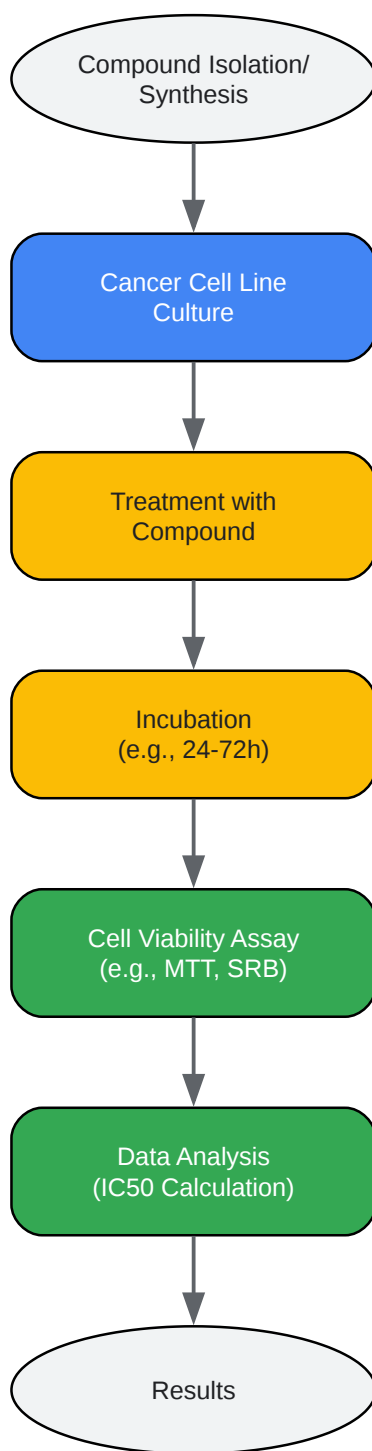 Compound Isolation/
Synthesis
Cancer Cell Line
Culture
Treatment with
Compound
Incubation
(e.g., 24-72h)
Cell Viability Assay
(e.g., MTT, SRB)
Data Analysis
(IC50 Calculation)
Results